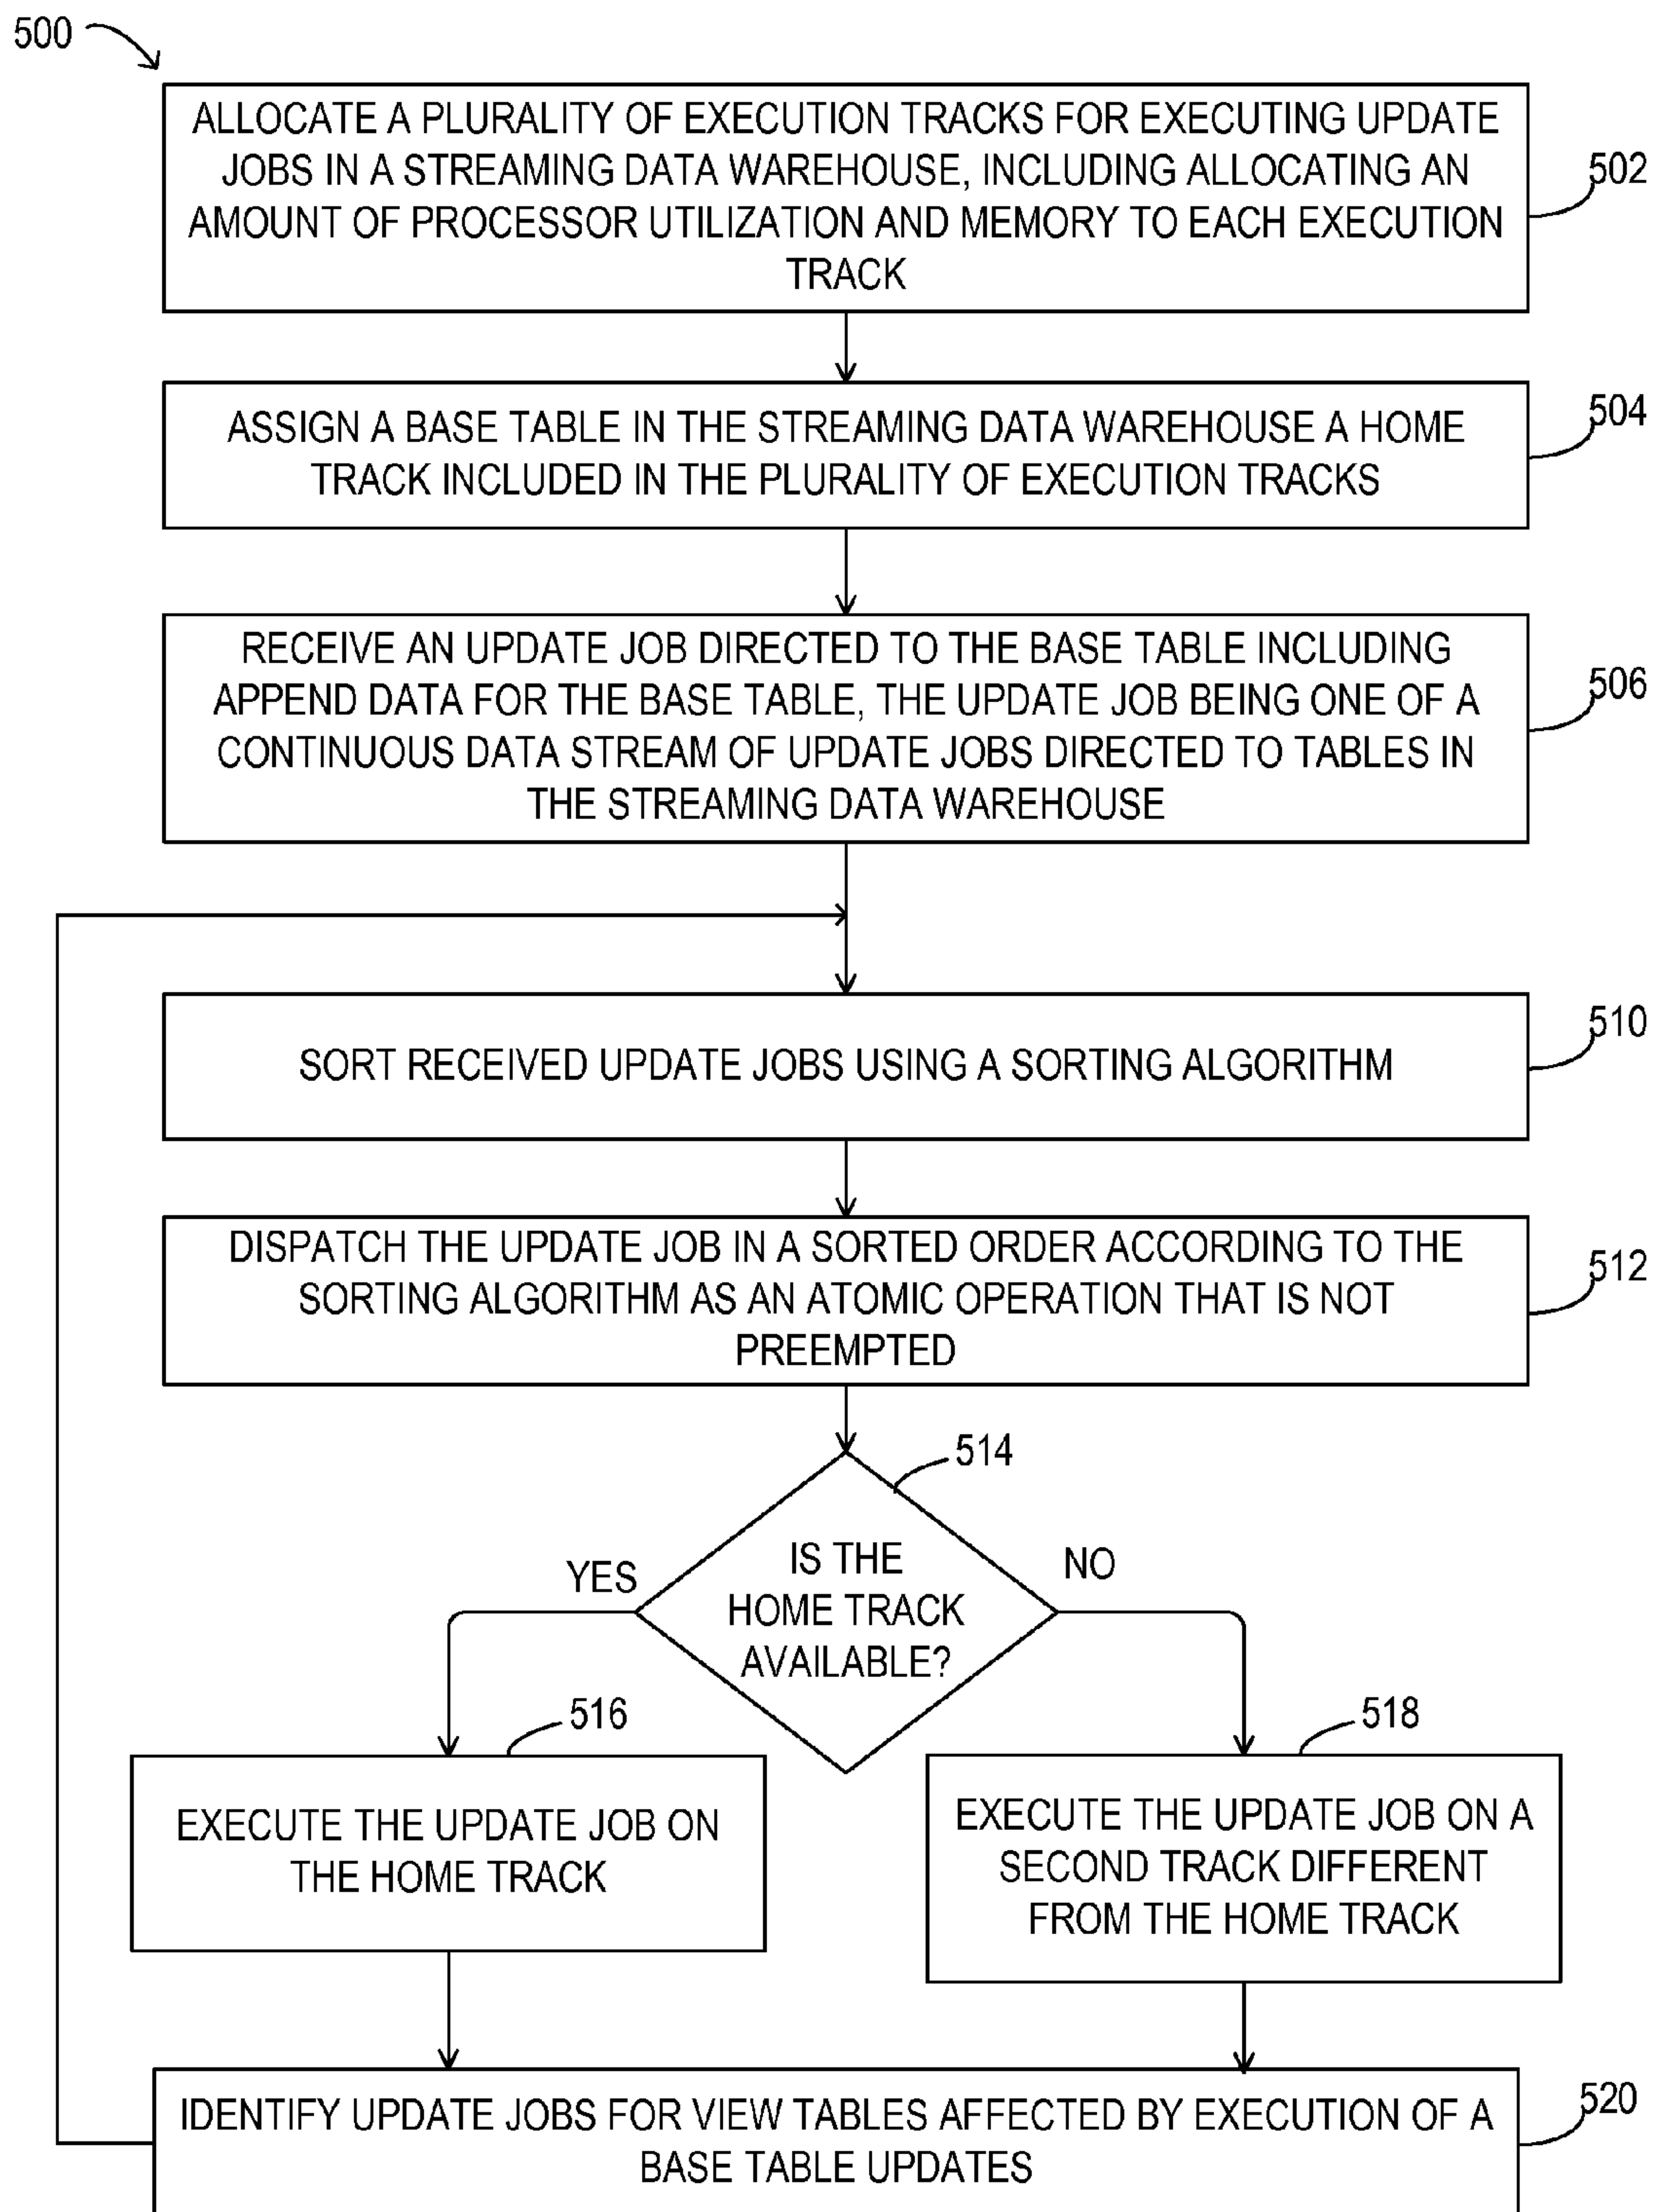 500
ALLOCATE A PLURALITY OF EXECUTION TRACKS FOR EXECUTING UPDATE
JOBS IN A STREAMING DATA WAREHOUSE, INCLUDING ALLOCATING AN
AMOUNT OF PROCESSOR UTILIZATION AND MEMORY TO EACH EXECUTION
TRACK
502
ASSIGN A BASE TABLE IN THE STREAMING DATA WAREHOUSE A HOME
TRACK INCLUDED IN THE PLURALITY OF EXECUTION TRACKS
504
RECEIVE AN UPDATE JOB DIRECTED TO THE BASE TABLE INCLUDING
APPEND DATA FOR THE BASE TABLE, THE UPDATE JOB BEING ONE OF A
CONTINUOUS DATA STREAM OF UPDATE JOBS DIRECTED TO TABLES IN
THE STREAMING DATA WAREHOUSE
506
SORT RECEIVED UPDATE JOBS USING A SORTING ALGORITHM
510
DISPATCH THE UPDATE JOB IN A SORTED ORDER ACCORDING TO THE
SORTING ALGORITHM AS AN ATOMIC OPERATION THAT IS NOT
PREEMPTED
512
514
IS THE
HOME TRACK
AVAILABLE?
YES
NO
516
EXECUTE THE UPDATE JOB ON
THE HOME TRACK
518
EXECUTE THE UPDATE JOB ON A
SECOND TRACK DIFFERENT
FROM THE HOME TRACK
IDENTIFY UPDATE JOBS FOR VIEW TABLES AFFECTED BY EXECUTION OF A
BASE TABLE UPDATES
520